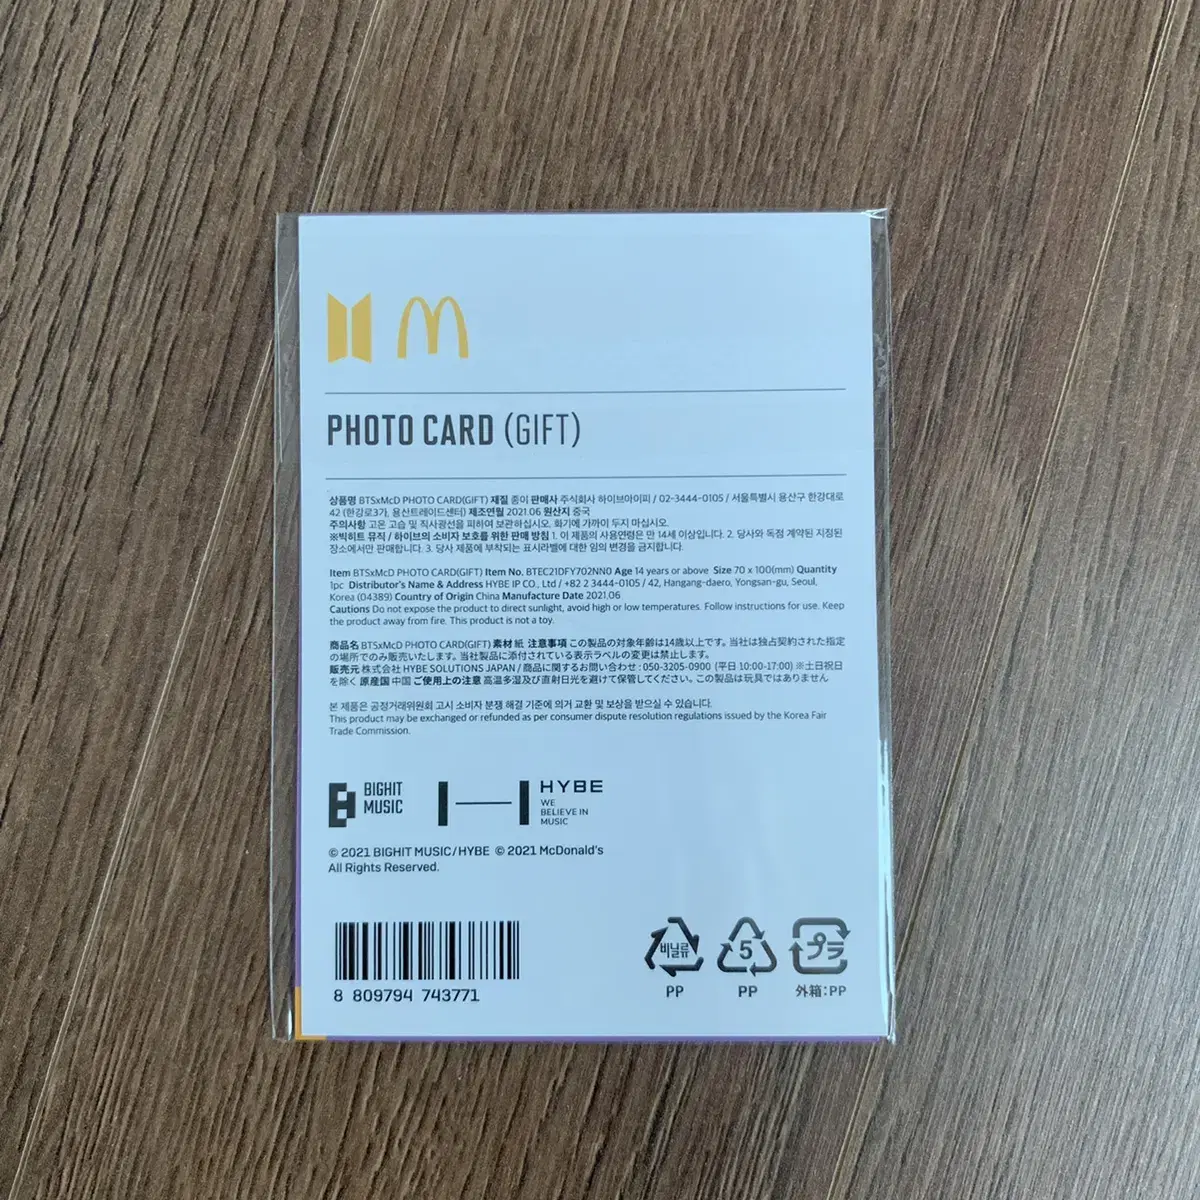 PHOTO CARD (GIFT)
상품명 BTSxMcD PHOTO CARD(GIFT) 재질 종이 판매사 주식회사 하이브아이피 / 02-3444-0105 / 서울특별시 용산구 한강대로
42 (한강로3가, 용산트레이드센터) 제조연월 2021.06 원산지 중국
주의사항 고온 고습 및 직사광선을 피하여 보관하십시오. 화기에 가까이 두지 마십시오.
※빅히트 뮤직 / 하이브의 소비자 보호를 위한 판매 방침 1. 이 제품의 사용연령은 만 14세 이상입니다. 2. 당사와 독점 계약된 지정된
장소에서만 판매합니다. 3. 당사 제품에 부착되는 표시라벨에 대한 임의 변경을 금지합니다.
Item BTSxMcD PHOTO CARD(GIFT) Item No. BTEC21DFY702NN0 Age 14 years or above Size 70 x 100(mm) Quantity
1pc Distributor's Name & Address HYBE IP CO., Ltd / +82 2 3444-0105 / 42, Hangang-daero, Yongsan-gu, Seoul,
Korea (04389) Country of Origin China Manufacture Date 2021.06
Cautions Do not expose the product to direct sunlight, avoid high or low temperatures. Follow instructions for use. Keep
the product away from fire. This product is not a toy.
商品名 BTSxMcD PHOTO CARD(GIFT) 素材 紙 注意事項 この製品の対象年齢は14歳以上です。当社は独占契約された指定
の場所でのみ販売いたします。当社製品に添付されている表示ラベルの変更は禁止します。
販売元 株式会社 HYBE SOLUTIONS JAPAN / 商品に関するお問い合わせ : 050-3205-0900 (平日 10:00-17:00) ※土日祝日
を除く 原産国 中国 ご使用上の注意 高温多湿及び直射日光を避けて保管してください。この製品は玩具ではありません
본 제품은 공정거래위원회 고시 소비자 분쟁 해결 기준에 의거 교환 및 보상을 받으실 수 있습니다.
This product may be exchanged or refunded as per consumer dispute resolution regulations issued by the Korea Fair
Trade Commission.
BIGHIT
MUSIC
HYBE
WE
BELIEVE IN
MUSIC
© 2021 BIGHIT MUSIC / HYBE © 2021 McDonald's
All Rights Reserved.
8 809794 743771
비닐류
PP
5
PP
プラ
外箱:PP